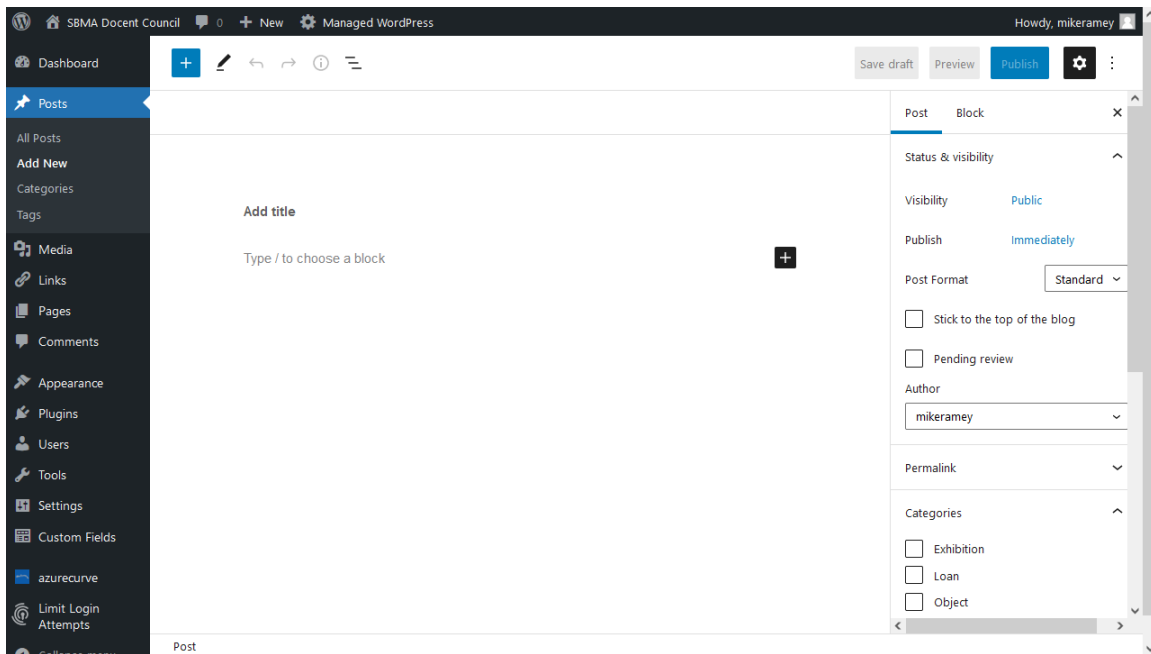 SBMA Docent Council 0 New Managed WordPress Howdy, mikeramey
Dashboard
Posts
All Posts
Add New
Categories
Tags
Media
Links
Pages
Comments
Appearance
Plugins
Users
Tools
Settings
Custom Fields
azurecurve
Limit Login
Attempts
Collapse menu
Save draft Preview Publish
Add title
Type / to choose a block
Post Block
Status & visibility
Visibility Public
Publish Immediately
Post Format Standard
Stick to the top of the blog
Pending review
Author
mikeramey
Permalink
Categories
Exhibition
Loan
Object
Post